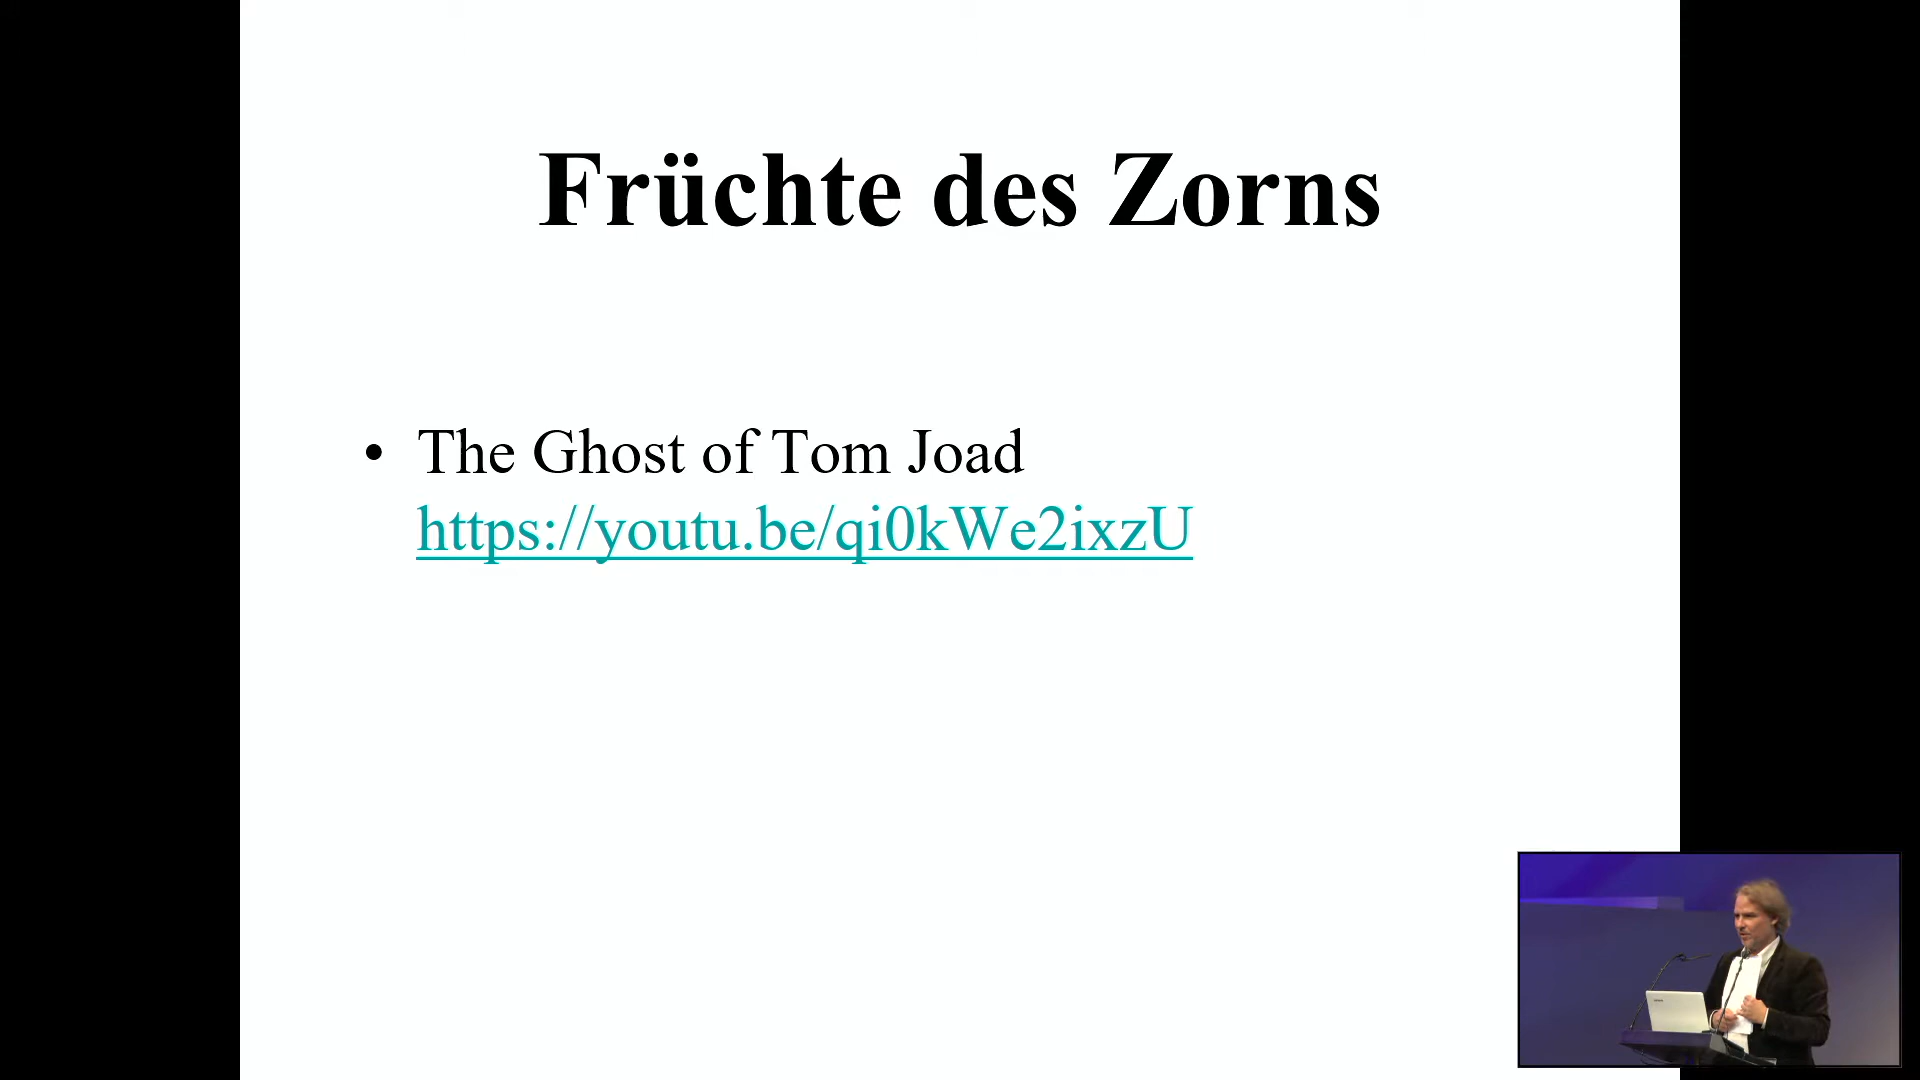 Früchte des Zorns
• The Ghost of Tom Joad
https://youtu.be/qi0kWe2ixzU